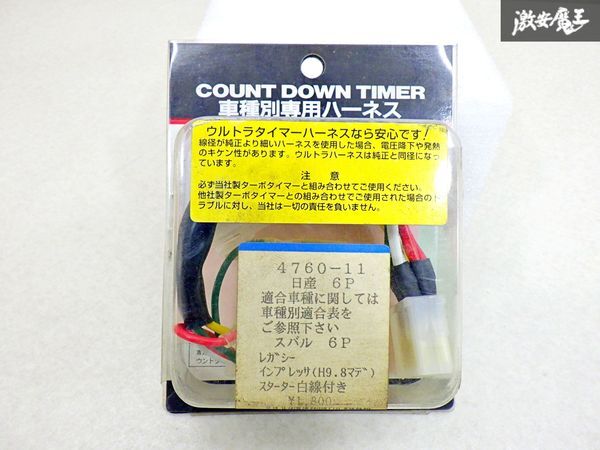 激安魔王
COUNT DOWN TIMER
車種別専用ハーネス
ウルトラタイマーハーネスなら安心です!
線径が純正より細いハーネスを使用した場合、電圧降下や発熱
のキケン性があります。ウルトラハーネスは純正と同径になっ
ています。
注 意
必ず当社製ターボタイマーと組み合わせてご使用ください。
他社製ターボタイマーとの組み合わせでご使用された場合のト
ラブルに対し、当社は一切の責任を負いません。
4760-11
日産 6P
適合車種に関しては
車種別適合表を
ご参照下さい
スバル 6P
レガシー
インプレッサ(H9.8マデ)
スターター白線付き
¥1,800